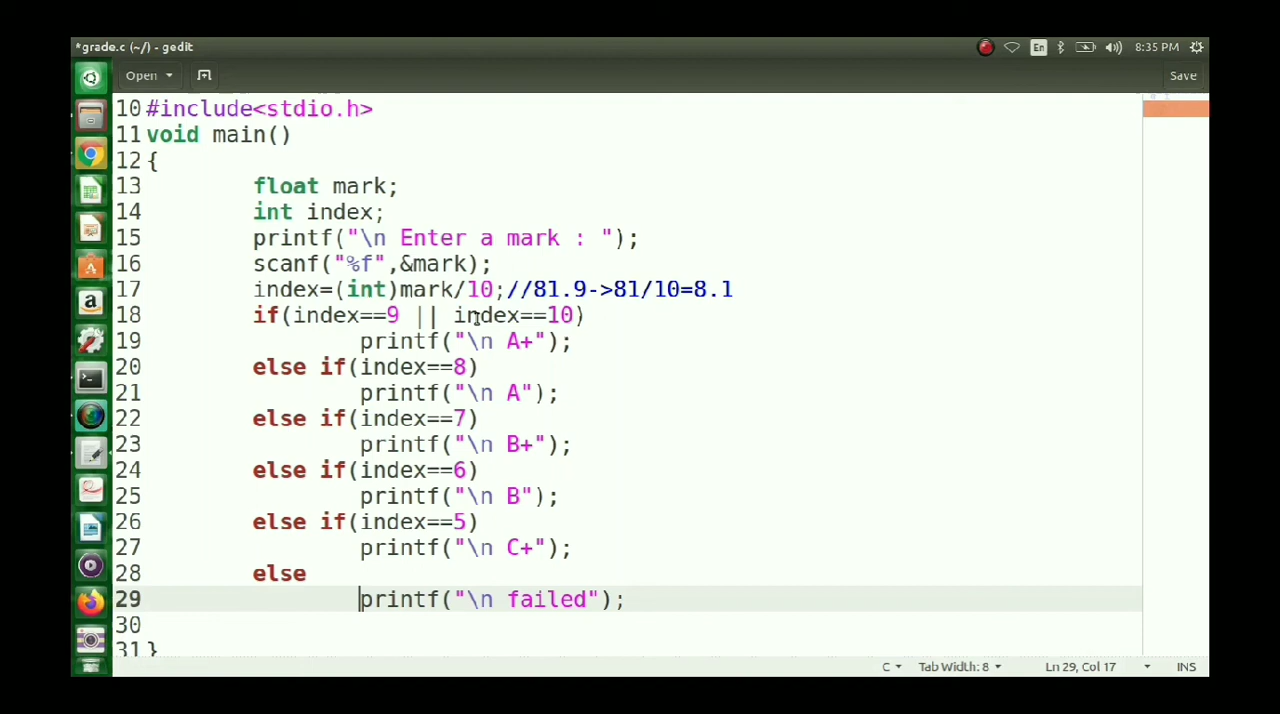 *grade.c (~/) - gedit
En
8:35 PM
Open
Save
10 #include<stdio.h>
11 void main()
12 {
13 float mark;
14 int index;
15 printf("\n Enter a mark : ");
16 scanf("%f",&mark);
17 index=(int)mark/10;//81.9->81/10=8.1
18 if(index==9 || index==10)
19 printf("\n A+");
20 else if(index==8)
21 printf("\n A");
22 else if(index==7)
23 printf("\n B+");
24 else if(index==6)
25 printf("\n B");
26 else if(index==5)
27 printf("\n C+");
28 else
29 printf("\n failed");
30
31 }
C Tab Width: 8 Ln 29, Col 17 INS